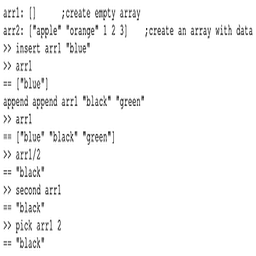 arr1: []      ;create empty array
arr2: ["apple" "orange" 1 2 3]    ;create an array with data
>> insert arr1 "blue"
>> arr1
== ["blue"]
append append arr1 "black" "green"
>> arr1
== ["blue" "black" "green"]
>> arr1/2
== "black"
>> second arr1
== "black"
>> pick arr1 2
== "black"